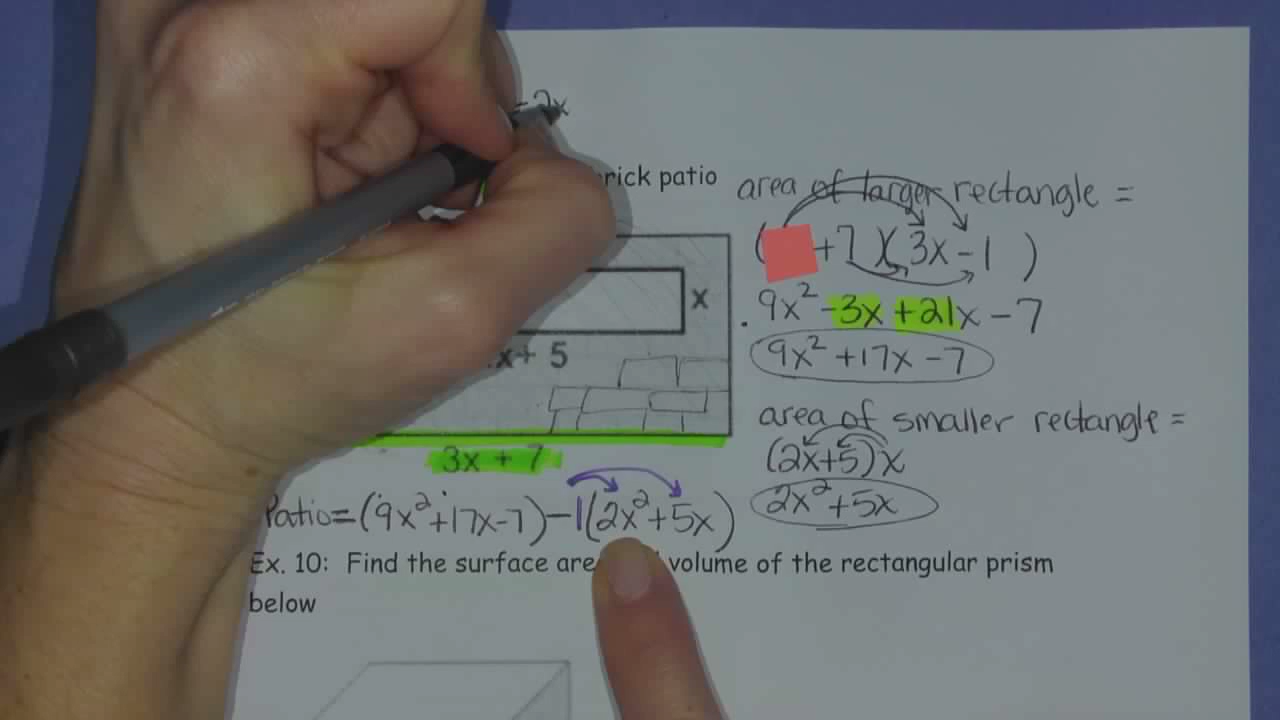 = 2x
brick patio
area of larger rectangle =
( +7)(3x-1)
x
9x² -3x +21x - 7
x + 5
9x² +17x -7
area of smaller rectangle =
3x + 7
(2x+5)x
2x² +5x
Patio=(9x²+17x-7)-1(2x²+5x)
Ex. 10: Find the surface volume of the rectangular prism
below